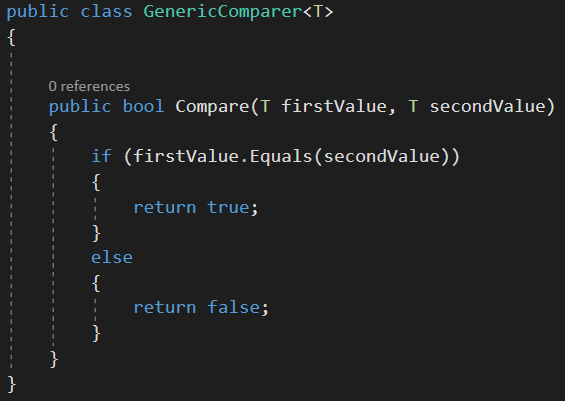 public class GenericComparer<T>
{
0 references
public bool Compare(T firstValue, T secondValue)
{
if (firstValue.Equals(secondValue))
{
return true;
}
else
{
return false;
}
}
}